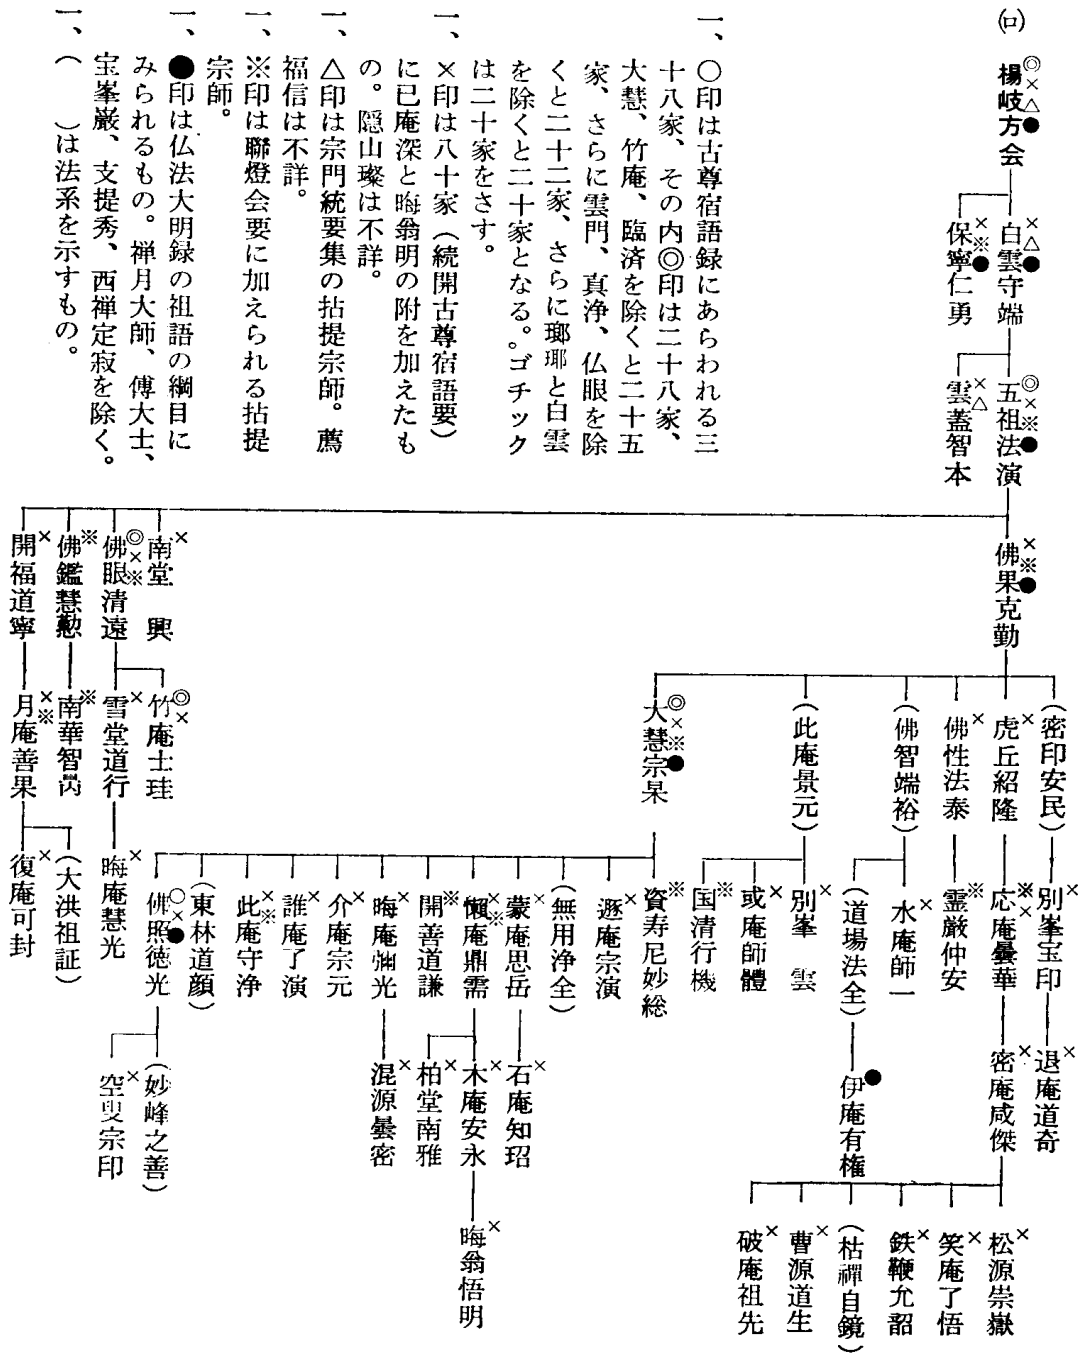 (ロ)
◎×△●
楊岐方会
×△●
白雲守端
×※●
保寧仁勇
◎×※●
五祖法演
×△
雲蓋智本
一、〇印は古尊宿語録にあらわれる三
十八家、その内◎印は二十八家、
大慧、竹庵、臨済を除くと二十五
家、さらに雲門、真浄、仏眼を除
くと二十二家、さらに瑯琊と白雲
を除くと二十家となる。。ゴチック
は二十家をさす。
一、×印は八十家(続開古尊宿語要)
に已庵深と晦翁明の附を加えたも
の。隠山璨は不詳。
一、△印は宗門統要集の拈提宗師。薦
福信は不詳。
一、※印は聯燈会要に加えられる拈提
宗師。
一、●印は仏法大明録の祖語の綱目に
みられるもの。禅月大師、傅大士、
宝峯巌、支提秀、西禅定寂を除く。
一、( )は法系を示すもの。
×※●
佛果克勤
×
南堂 興
◎×※
佛眼清遠
※
佛鑑慧懃
×
開福道寧
(密印安民)
×
虎丘紹隆
×
佛性法泰
(佛智端裕)
(此庵景元)
◎×※●
大慧宗杲
◎×
竹庵士珪
×
雪堂道行
※
南華智昺
×※
月庵善果
×
別峯宝印
×※
応庵曇華
※
霊巌仲安
×
水庵師一
(道場法全)
×
別峯 雲
×
或庵師體
※
国清行機
※
資寿尼妙総
×
遯庵宗演
(無用浄全)
×
蒙庵思岳
×※
懶庵鼎需
※
開善道謙
×
晦庵彌光
×
介庵宗元
×
誰庵了演
×※
此庵守浄
(東林道顔)
〇×●
佛照徳光
×
晦庵慧光
(大洪祖証)
×
復庵可封
×
退庵道奇
×
密庵咸傑
●
伊庵有権
×
石庵知玿
×
木庵安永
×
柏堂南雅
×
混源曇密
(妙峰之善)
×
空叟宗印
×
松源崇嶽
×
笑庵了悟
×
鉄鞭允韶
(枯禪自鏡)
×
曹源道生
×
破庵祖先
×
晦翁悟明